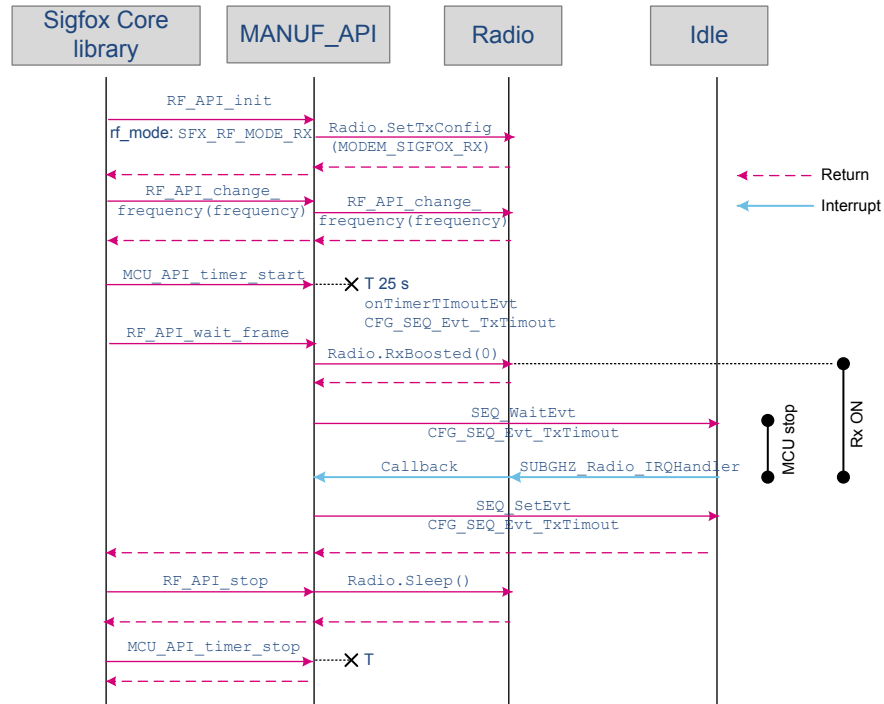 Sigfox Core
library
MANUF_API
Radio
Idle
RF_API_init
rf_mode: SFX_RF_MODE_RX
Radio.SetTxConfig
(MODEM_SIGFOX_RX)
Return
Interrupt
RF_API_change_
frequency(frequency)
RF_API_change_
frequency(frequency)
MCU_API_timer_start
T 25 s
onTimerTImoutEvt
CFG_SEQ_Evt_TxTimout
RF_API_wait_frame
Radio.RxBoosted(0)
SEQ_WaitEvt
CFG_SEQ_Evt_TxTimout
MCU stop
Rx ON
Callback
SUBGHZ_Radio_IRQHandler
SEQ_SetEvt
CFG_SEQ_Evt_TxTimout
RF_API_stop
Radio.Sleep()
MCU_API_timer_stop
T